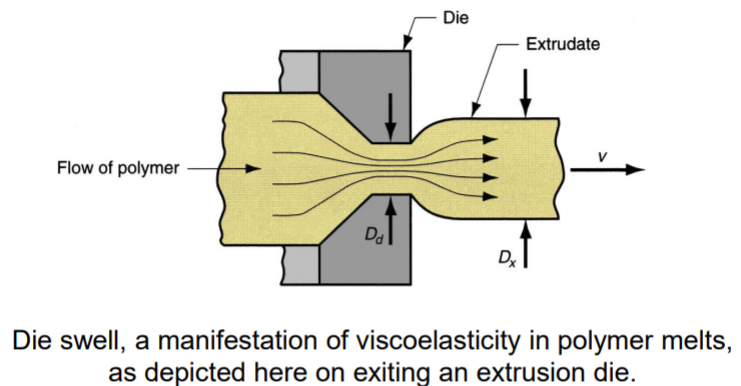 Die
Extrudate
Flow of polymer
v
Dd
Dx
Die swell, a manifestation of viscoelasticity in polymer melts,
as depicted here on exiting an extrusion die.